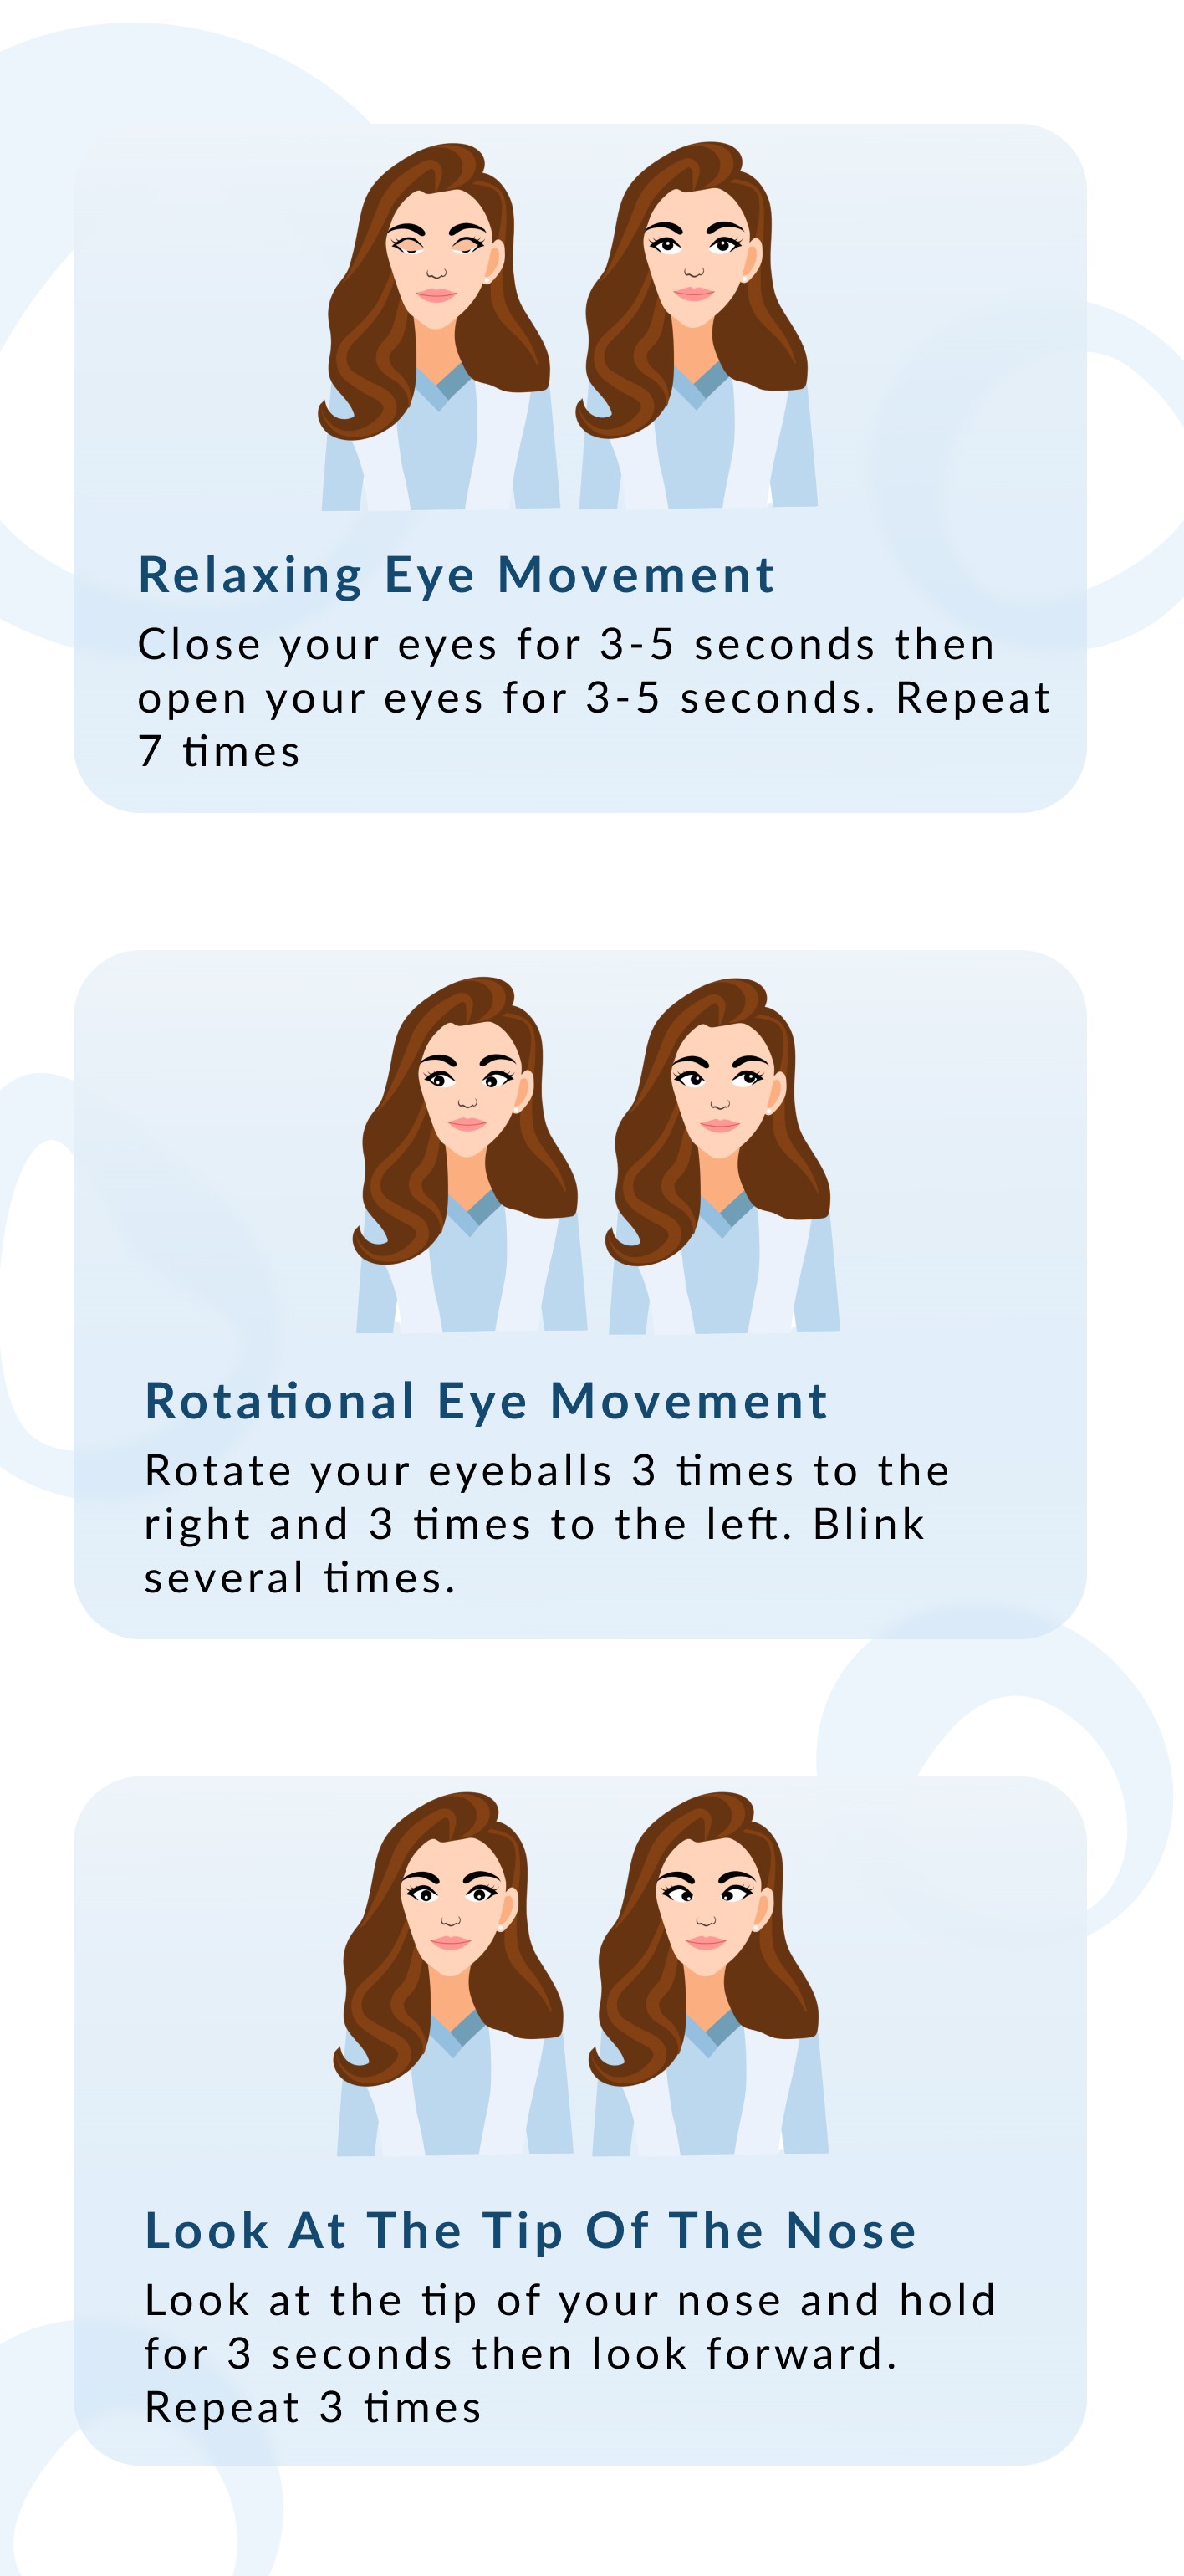 Relaxing Eye Movement
Close your eyes for 3-5 seconds then
open your eyes for 3-5 seconds. Repeat
7 times
Rotational Eye Movement
Rotate your eyeballs 3 times to the
right and 3 times to the left. Blink
several times.
Look At The Tip Of The Nose
Look at the tip of your nose and hold
for 3 seconds then look forward.
Repeat 3 times